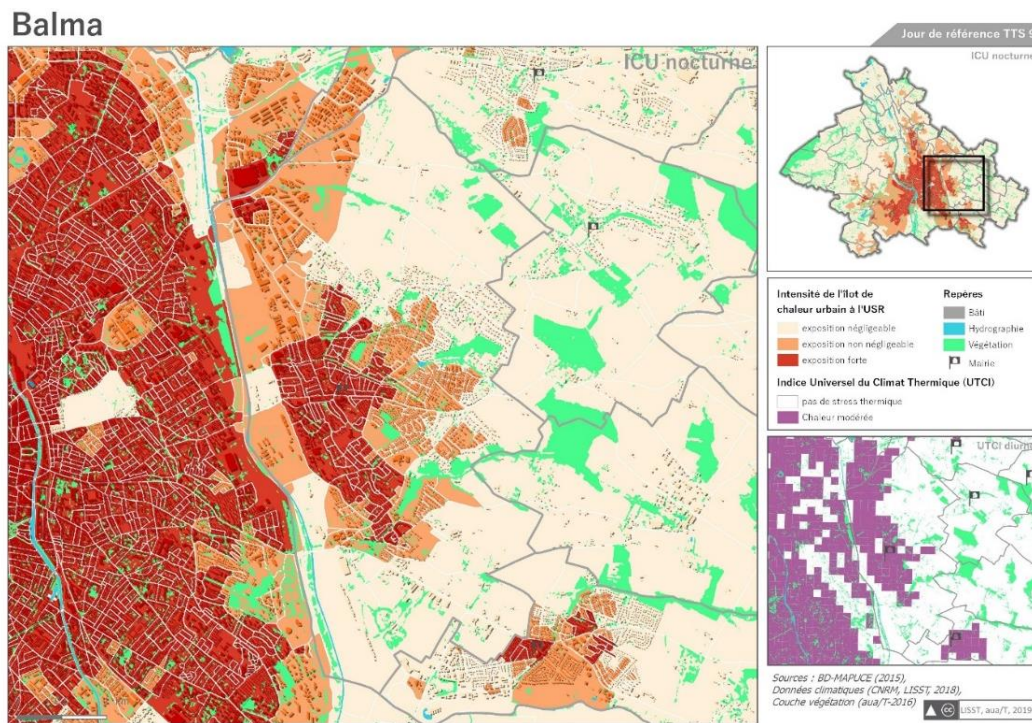 Balma
Jour de référence TTS 9
ICU nocturne
ICU nocturne
Intensité de l'îlot de
chaleur urbain à l'USR
exposition négligeable
exposition non négligeable
exposition forte
Repères
Bâti
Hydrographie
Végétation
Mairie
Indice Universel du Climat Thermique (UTCI)
pas de stress thermique
Chaleur modérée
UTCI diurne
Sources : BD-MAPUCE (2015),
Données climatiques (CNRM, LISST, 2018),
Couche végétation (aua/T-2016)
LISST, aua/T, 2019